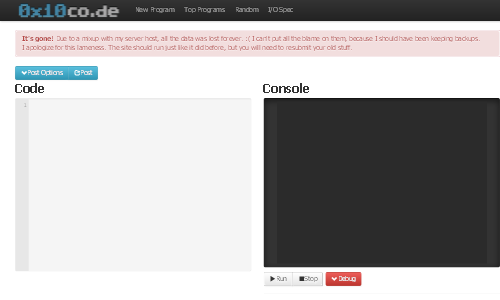 0x10co.de
New Program Top Programs Random I/O Spec
It's gone! Due to a mixup with my server host, all the data was lost forever. :( I can't put all the blame on them, because I should have been keeping backups.
I apologize for this lameness. The site should run just like it did before, but you will need to resubmit your old stuff.
Post Options Post
Code Console
1
Run Stop Debug